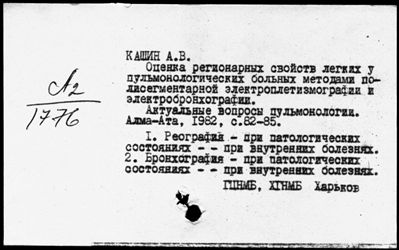 КАШИН А.В.
Оценка регионарных свойств легких у
пульмонологических больных методами по-
лисегментарной электроплетизмографии и
электробронхографии.
Актуальные вопросы пульмонологии.
Алма-Ата, 1982, с.82-85.
1. Реография - при патологических
состояниях - - при внутренних болезнях.
2. Бронхография - при патологических
состояниях - - при внутренних болезнях.
ГЦНМБ, ХГНМБ Харьков
1776